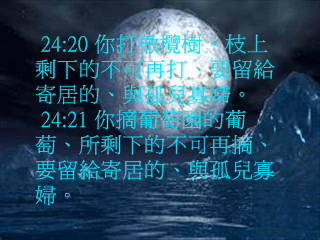 24:20 你打橄欖樹、枝上
剩下的不可再打、要留給
寄居的、與孤兒寡婦。
24:21 你摘葡萄園的葡
萄、所剩下的不可再摘、
要留給寄居的、與孤兒寡
婦。